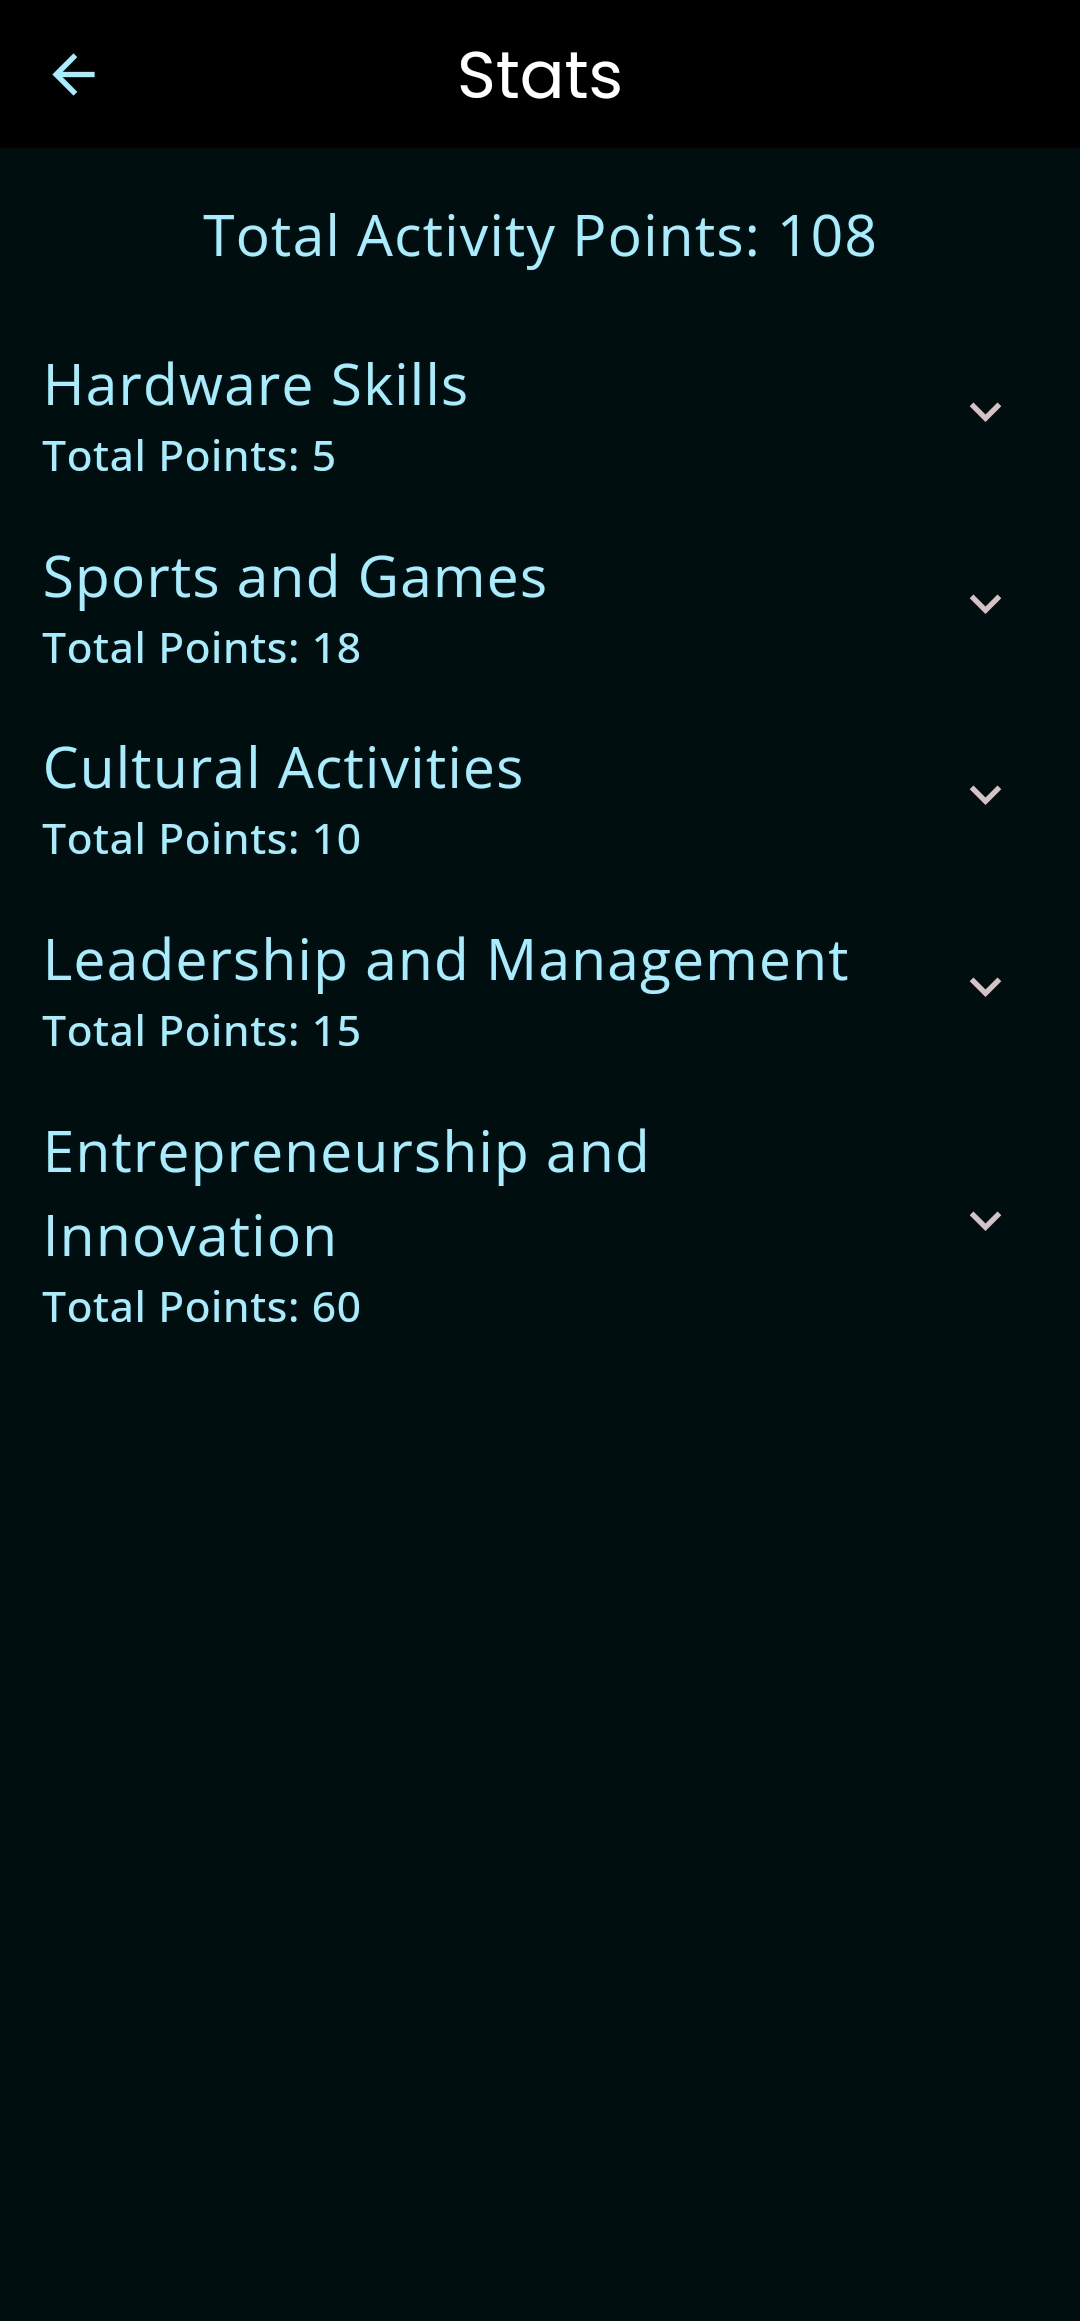 Stats
Total Activity Points: 108
Hardware Skills
Total Points: 5
Sports and Games
Total Points: 18
Cultural Activities
Total Points: 10
Leadership and Management
Total Points: 15
Entrepreneurship and
Innovation
Total Points: 60